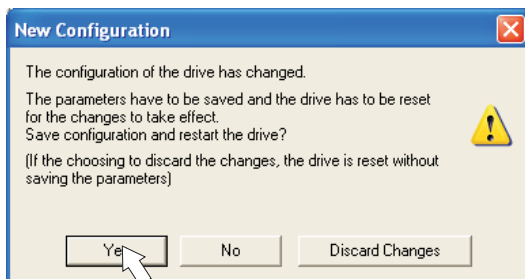 New Configuration
The configuration of the drive has changed.
The parameters have to be saved and the drive has to be reset
for the changes to take effect.
Save configuration and restart the drive?
(If the choosing to discard the changes, the drive is reset without
saving the parameters)
Yes No Discard Changes